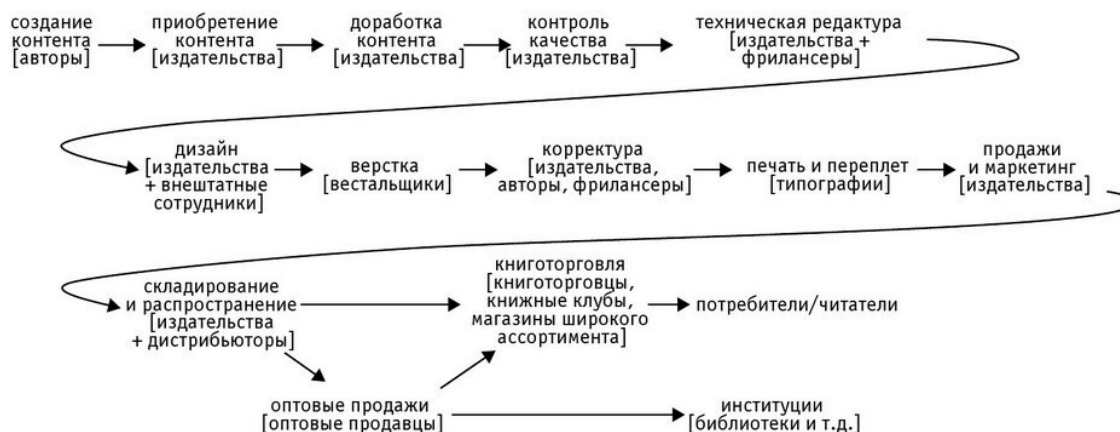 создание
контента
[авторы]
приобретение
контента
[издательства]
доработка
контента
[издательства]
контроль
качества
[издательства]
техническая редактура
[издательства +
фрилансеры]
дизайн
[издательства
+ внештатные
сотрудники]
верстка
[вестальщики]
корректура
[издательства,
авторы, фрилансеры]
печать и переплет
[типографии]
продажи
и маркетинг
[издательства]
складирование
и распространение
[издательства
+ дистрибьюторы]
книготорговля
[книготорговцы,
книжные клубы,
магазины широкого
ассортимента]
потребители/читатели
оптовые продажи
[оптовые продавцы]
институции
[библиотеки и т.д.]